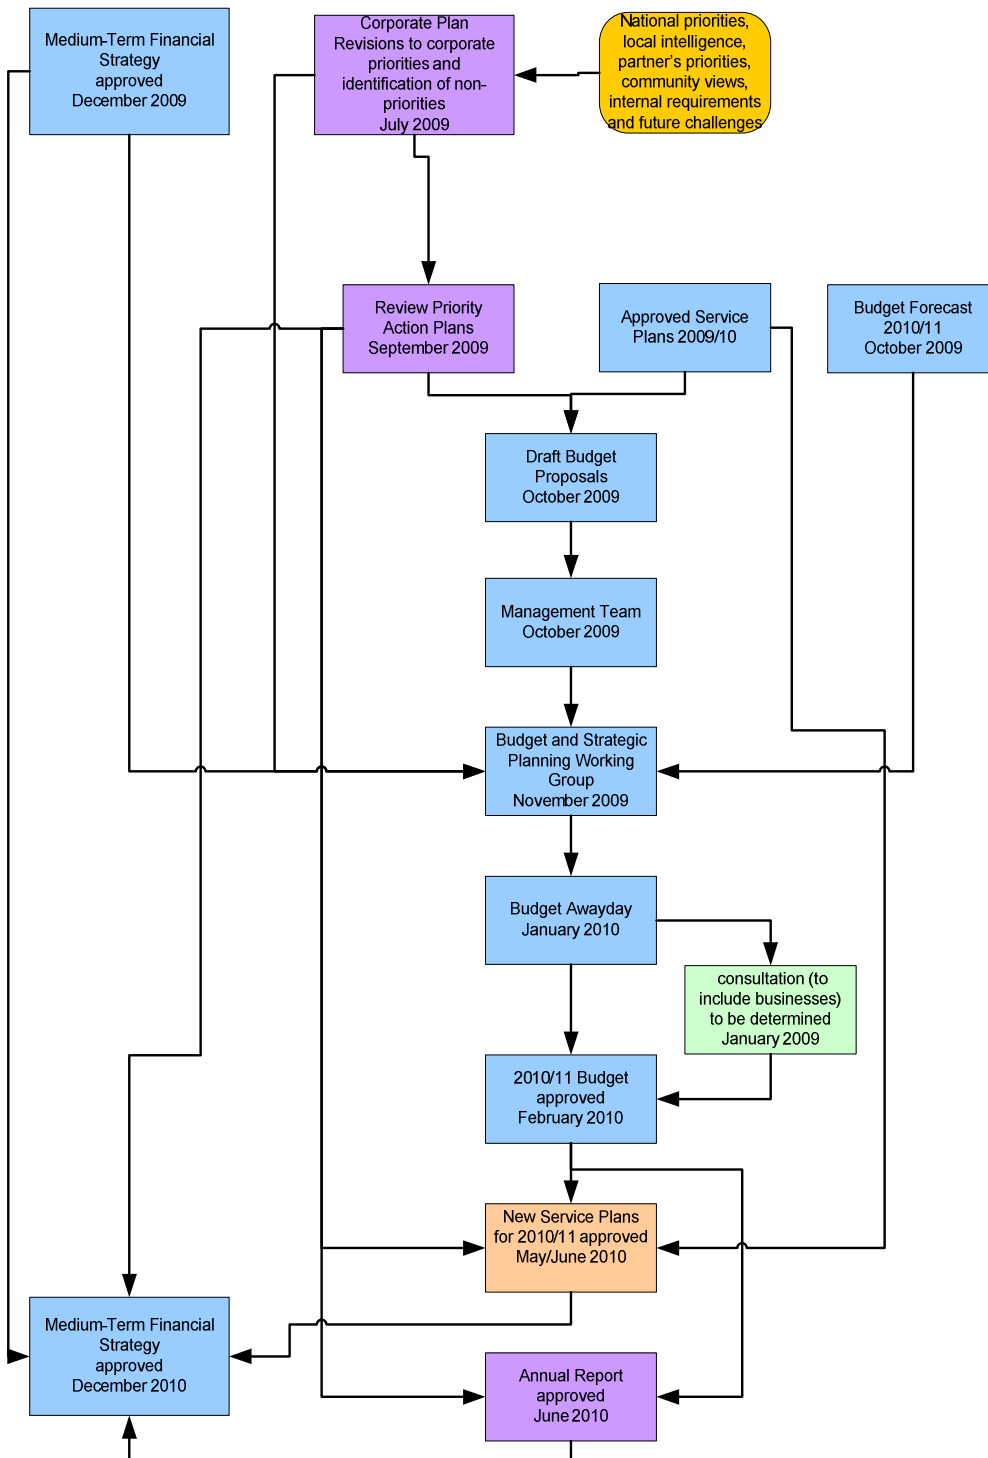 Medium-Term Financial
Strategy
approved
December 2009
Corporate Plan
Revisions to corporate
priorities and
identification of non-
priorities
July 2009
National priorities,
local intelligence,
partner's priorities,
community views,
internal requirements
and future challenges
Review Priority
Action Plans
September 2009
Approved Service
Plans 2009/10
Budget Forecast
2010/11
October 2009
Draft Budget
Proposals
October 2009
Management Team
October 2009
Budget and Strategic
Planning Working
Group
November 2009
Budget Awayday
January 2010
consultation (to
include businesses)
to be determined
January 2009
2010/11 Budget
approved
February 2010
New Service Plans
for 2010/11 approved
May/June 2010
Medium-Term Financial
Strategy
approved
December 2010
Annual Report
approved
June 2010